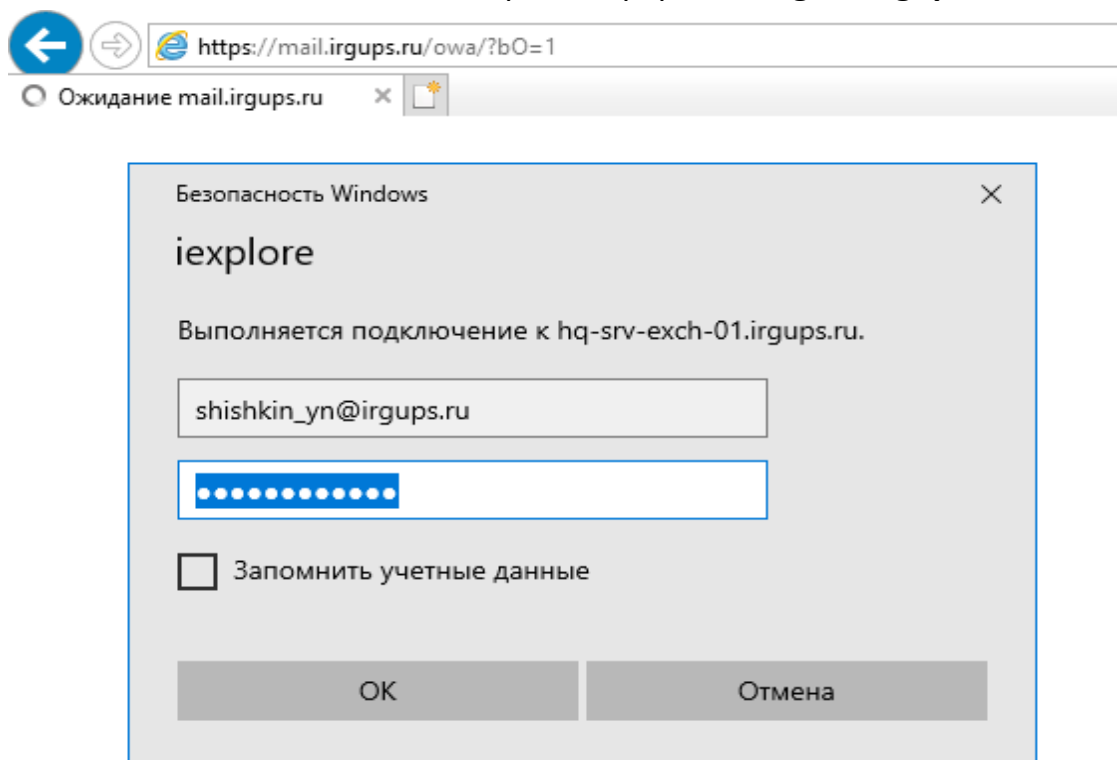 https://mail.irgups.ru/owa/?bO=1
Ожидание mail.irgups.ru
Безопасность Windows
iexplore
Выполняется подключение к hq-srv-exch-01.irgups.ru.
shishkin_yn@irgups.ru
●●●●●●●●●●●●
Запомнить учетные данные
ОК Отмена